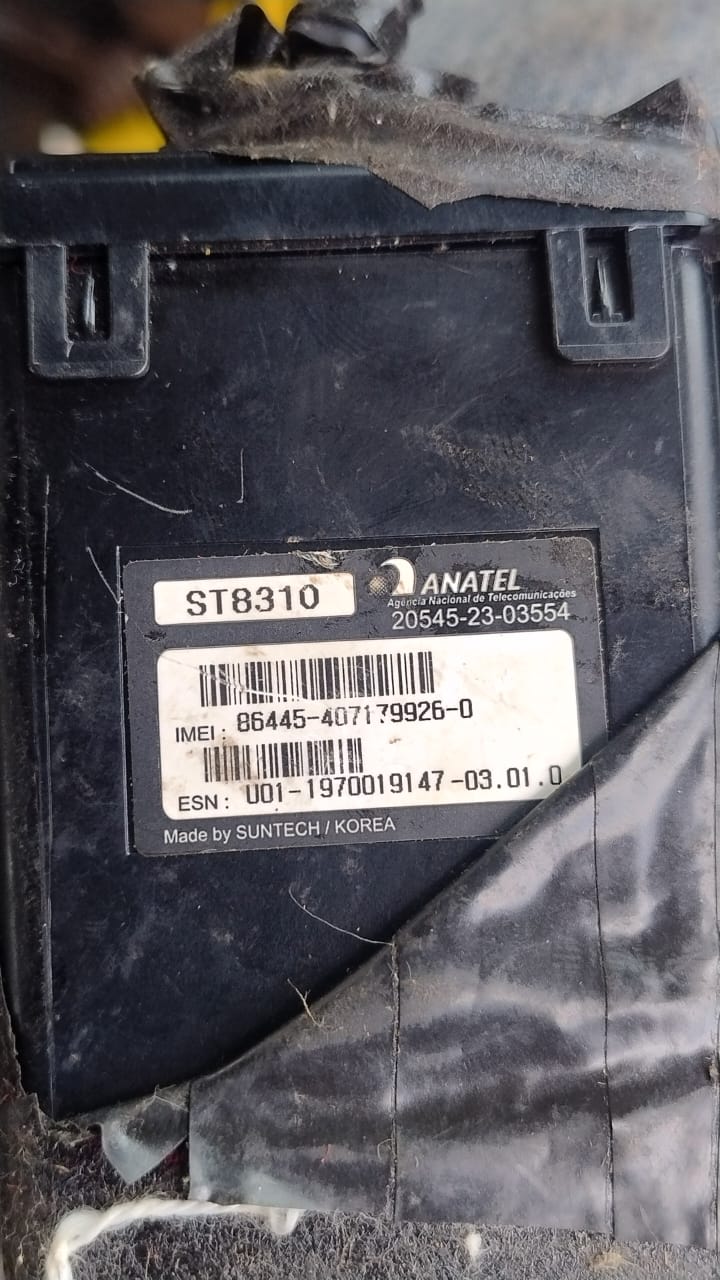 ST8310
ANATEL
Agência Nacional de Telecomunicações
20545-23-03554
IMEI : 86445-407179926-0
ESN : U01-1970019147-03.01.0
Made by SUNTECH / KOREA